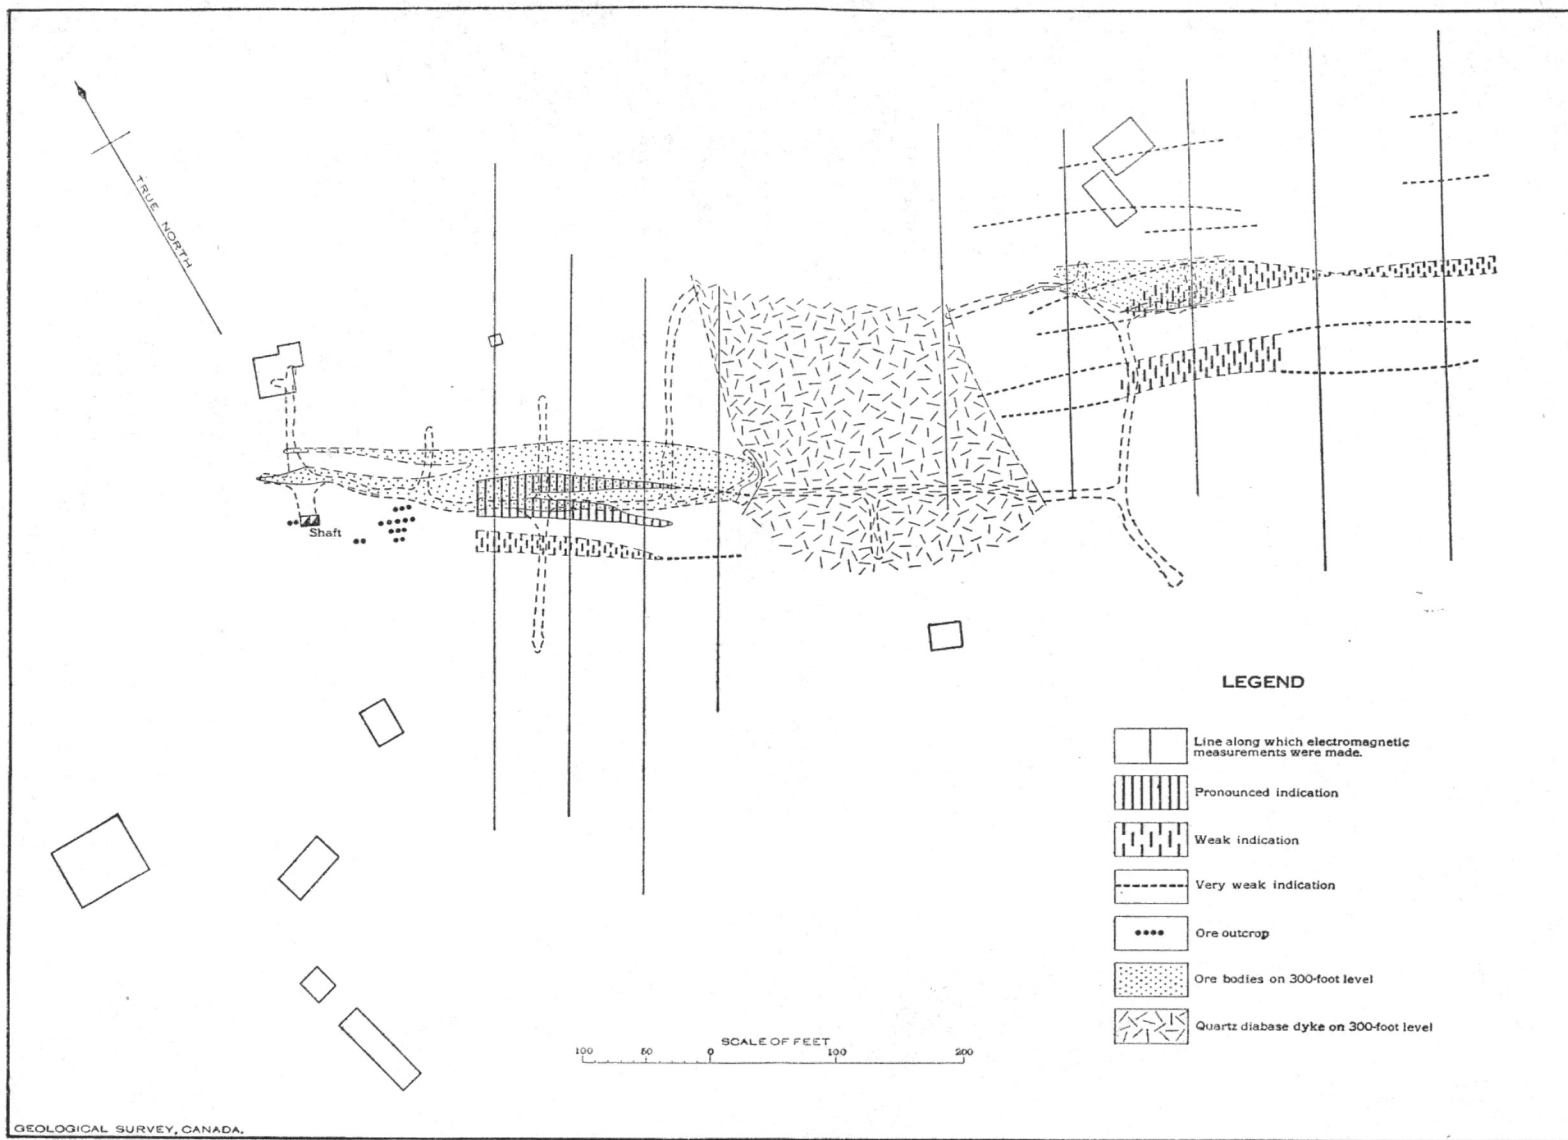 TRUE NORTH
Shaft
LEGEND
Line along which electromagnetic
measurements were made.
Pronounced indication
Weak indication
Very weak indication
Ore outcrop
Ore bodies on 300-foot level
Quartz diabase dyke on 300-foot level
SCALE OF FEET
100 50 0 100 200
GEOLOGICAL SURVEY, CANADA.